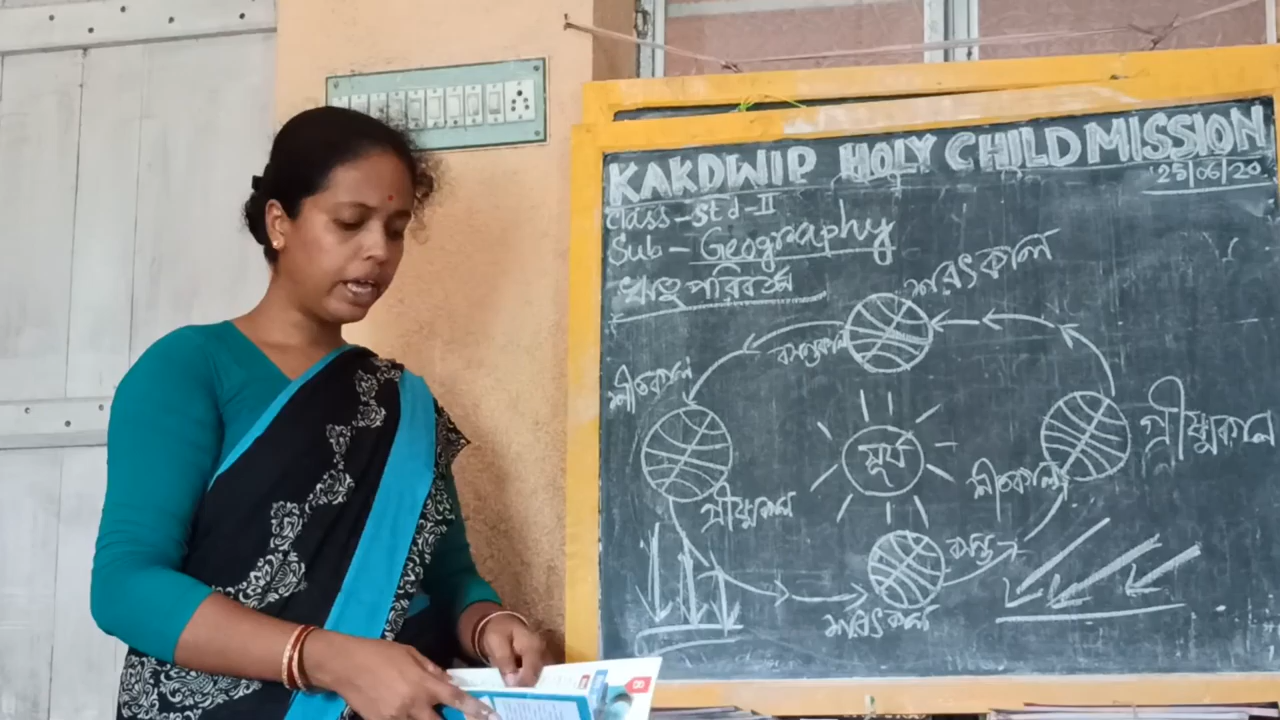 KAKDWIP HOLY CHILD MISSION
25/06/20
Class - Std - II
Sub - Geography
ঋতু পরিবর্তন
শরৎকাল
বসন্তকাল
শীতকাল
গ্রীষ্মকাল
সূর্য
শীতকাল
গ্রীষ্মকাল
বসন্ত
শরৎকাল